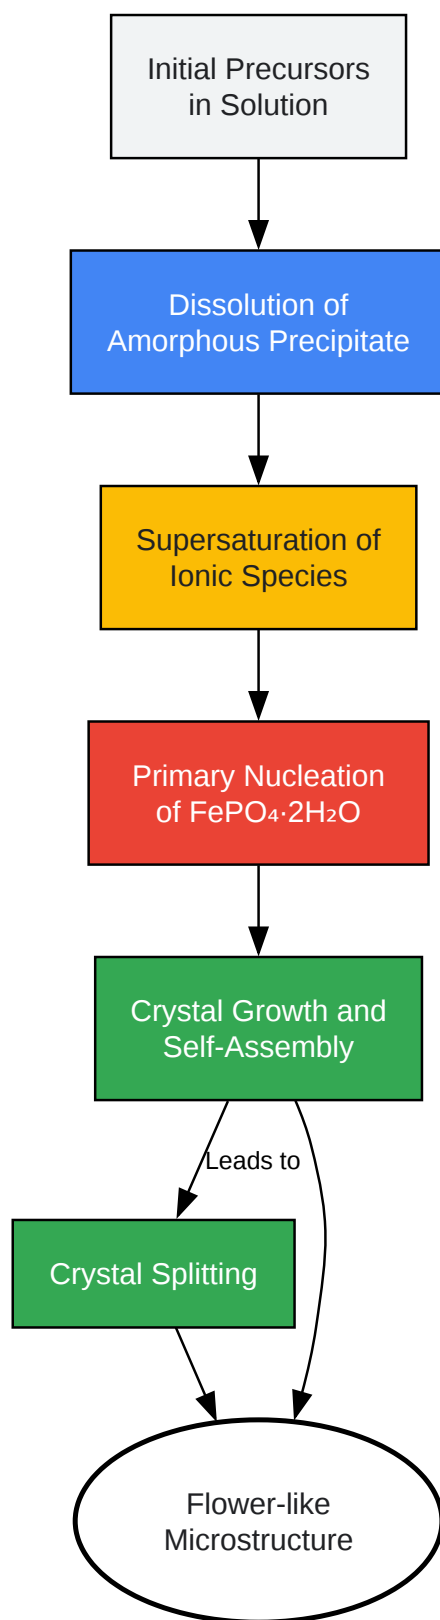 Initial Precursors
in Solution
Dissolution of
Amorphous Precipitate
Supersaturation of
Ionic Species
Primary Nucleation
of FePO₄·2H₂O
Crystal Growth and
Self-Assembly
Leads to
Crystal Splitting
Flower-like
Microstructure